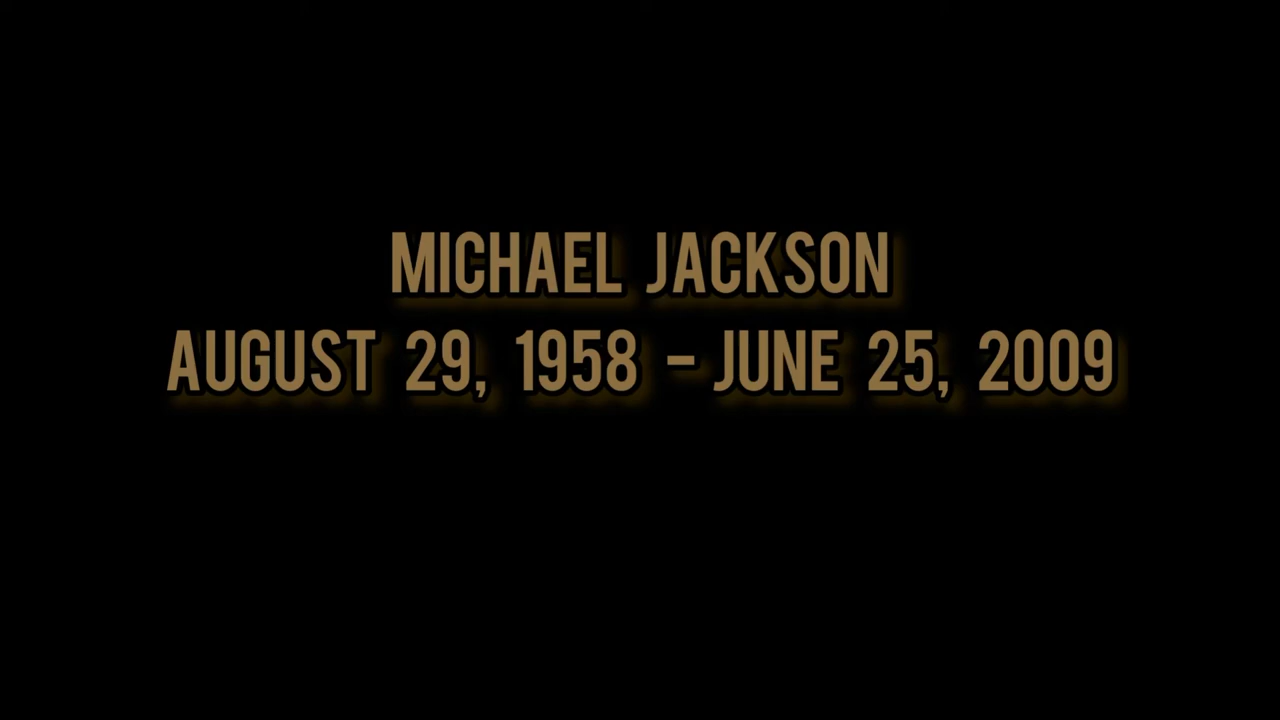 MICHAEL JACKSON
AUGUST 29, 1958 – JUNE 25, 2009